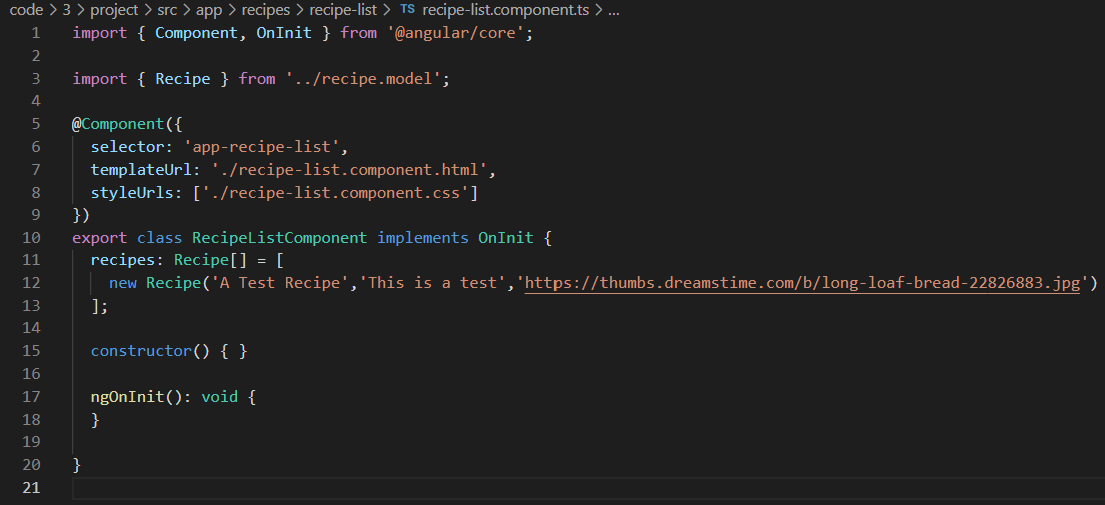 code > 3 > project > src > app > recipes > recipe-list > TS recipe-list.component.ts > ...
1 import { Component, OnInit } from '@angular/core';
2
3 import { Recipe } from '../recipe.model';
4
5 @Component({
6   selector: 'app-recipe-list',
7   templateUrl: './recipe-list.component.html',
8   styleUrls: ['./recipe-list.component.css']
9 })
10 export class RecipeListComponent implements OnInit {
11   recipes: Recipe[] = [
12     new Recipe('A Test Recipe','This is a test','https://thumbs.dreamstime.com/b/long-loaf-bread-22826883.jpg')
13   ];
14
15   constructor() { }
16
17   ngOnInit(): void {
18   }
19
20 }
21